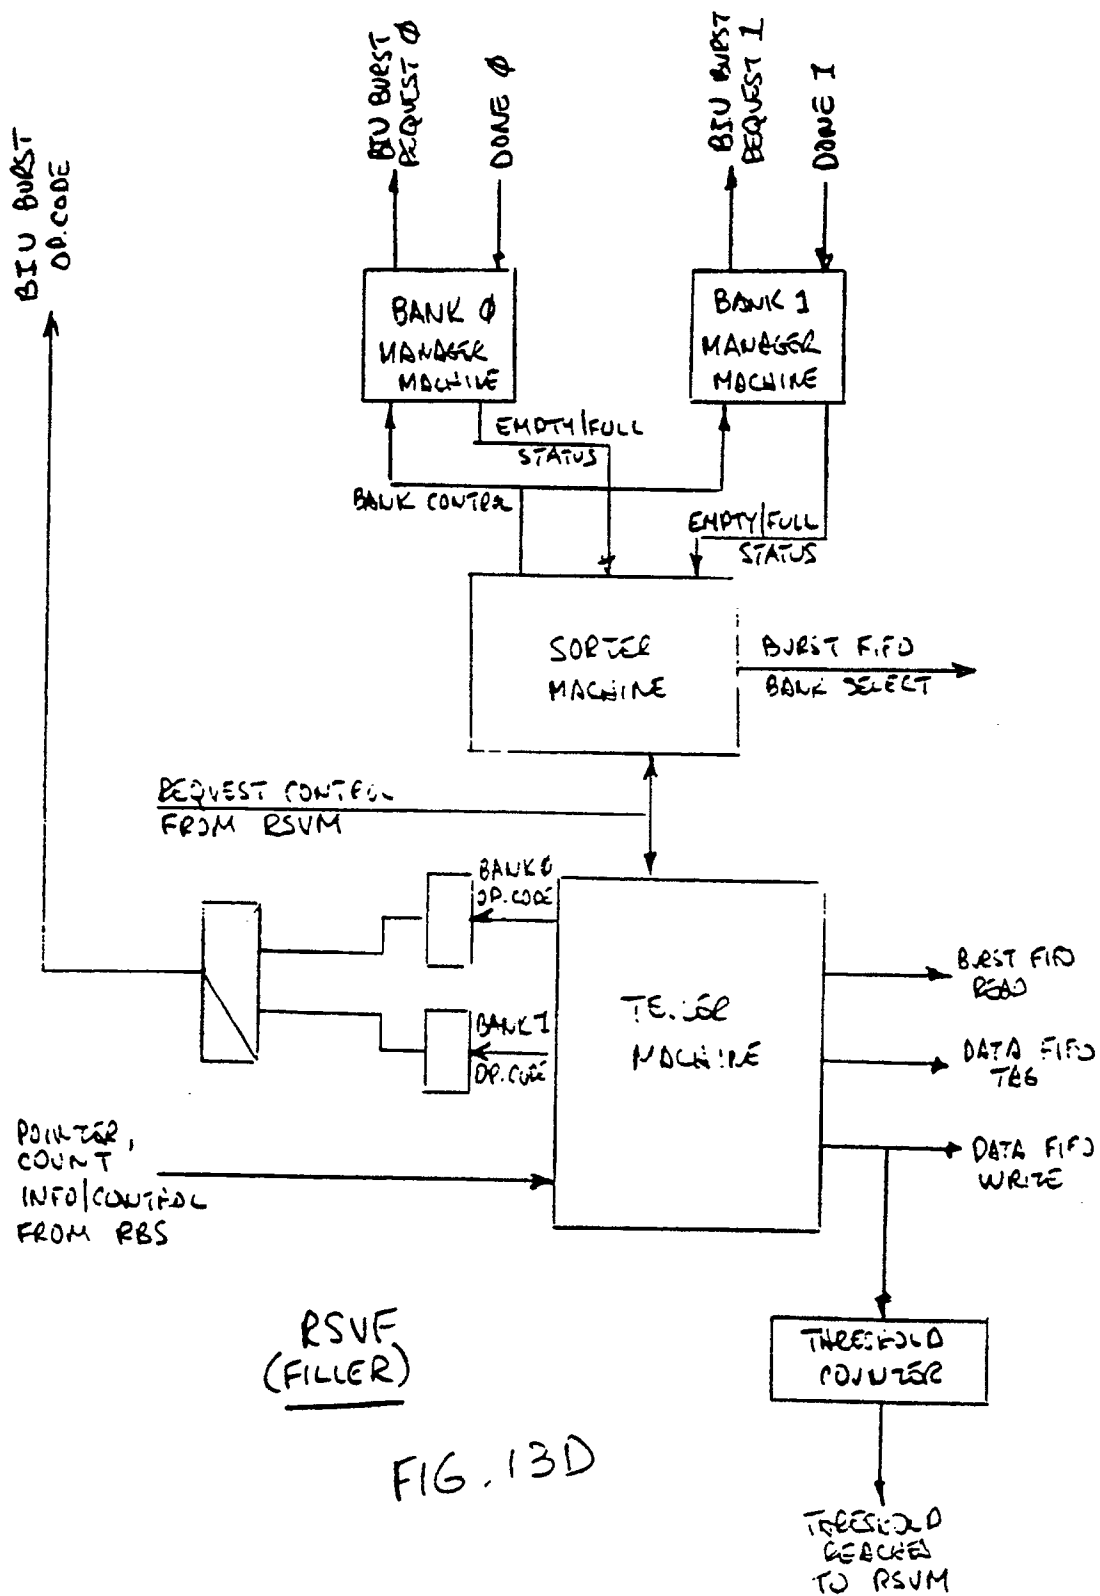 BIU BURST
OP.CODE
BIU BURST
REQUEST Ø
DONE Ø
BIU BURST
REQUEST 1
DONE 1
BANK Ø
MANAGER
MACHINE
BANK 1
MANAGER
MACHINE
EMPTY/FULL
STATUS
BANK CONTROL
EMPTY/FULL
STATUS
SORTER
MACHINE
BURST FIFO
BANK SELECT
REQUEST CONTROL
FROM RSVM
BANK Ø
OP.CODE
BANK 1
OP.CODE
MACHINE
BURST FIFO
READ
DATA FIFO
TAG
DATA FIFO
WRITE
POINTER,
COUNT
INFO/CONTROL
FROM RBS
THRESHOLD
COUNTER
RSVF
(FILLER)
FIG. 13D
THRESHOLD
REACHED
TO RSVM